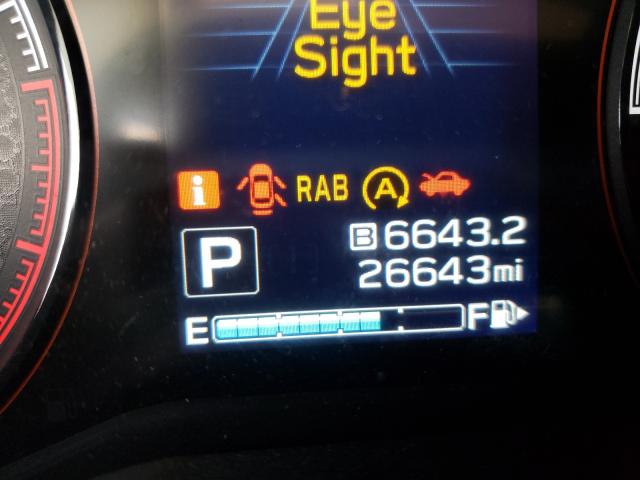 Eye
Sight
i RAB A
P B 6643.2
26643mi
E F